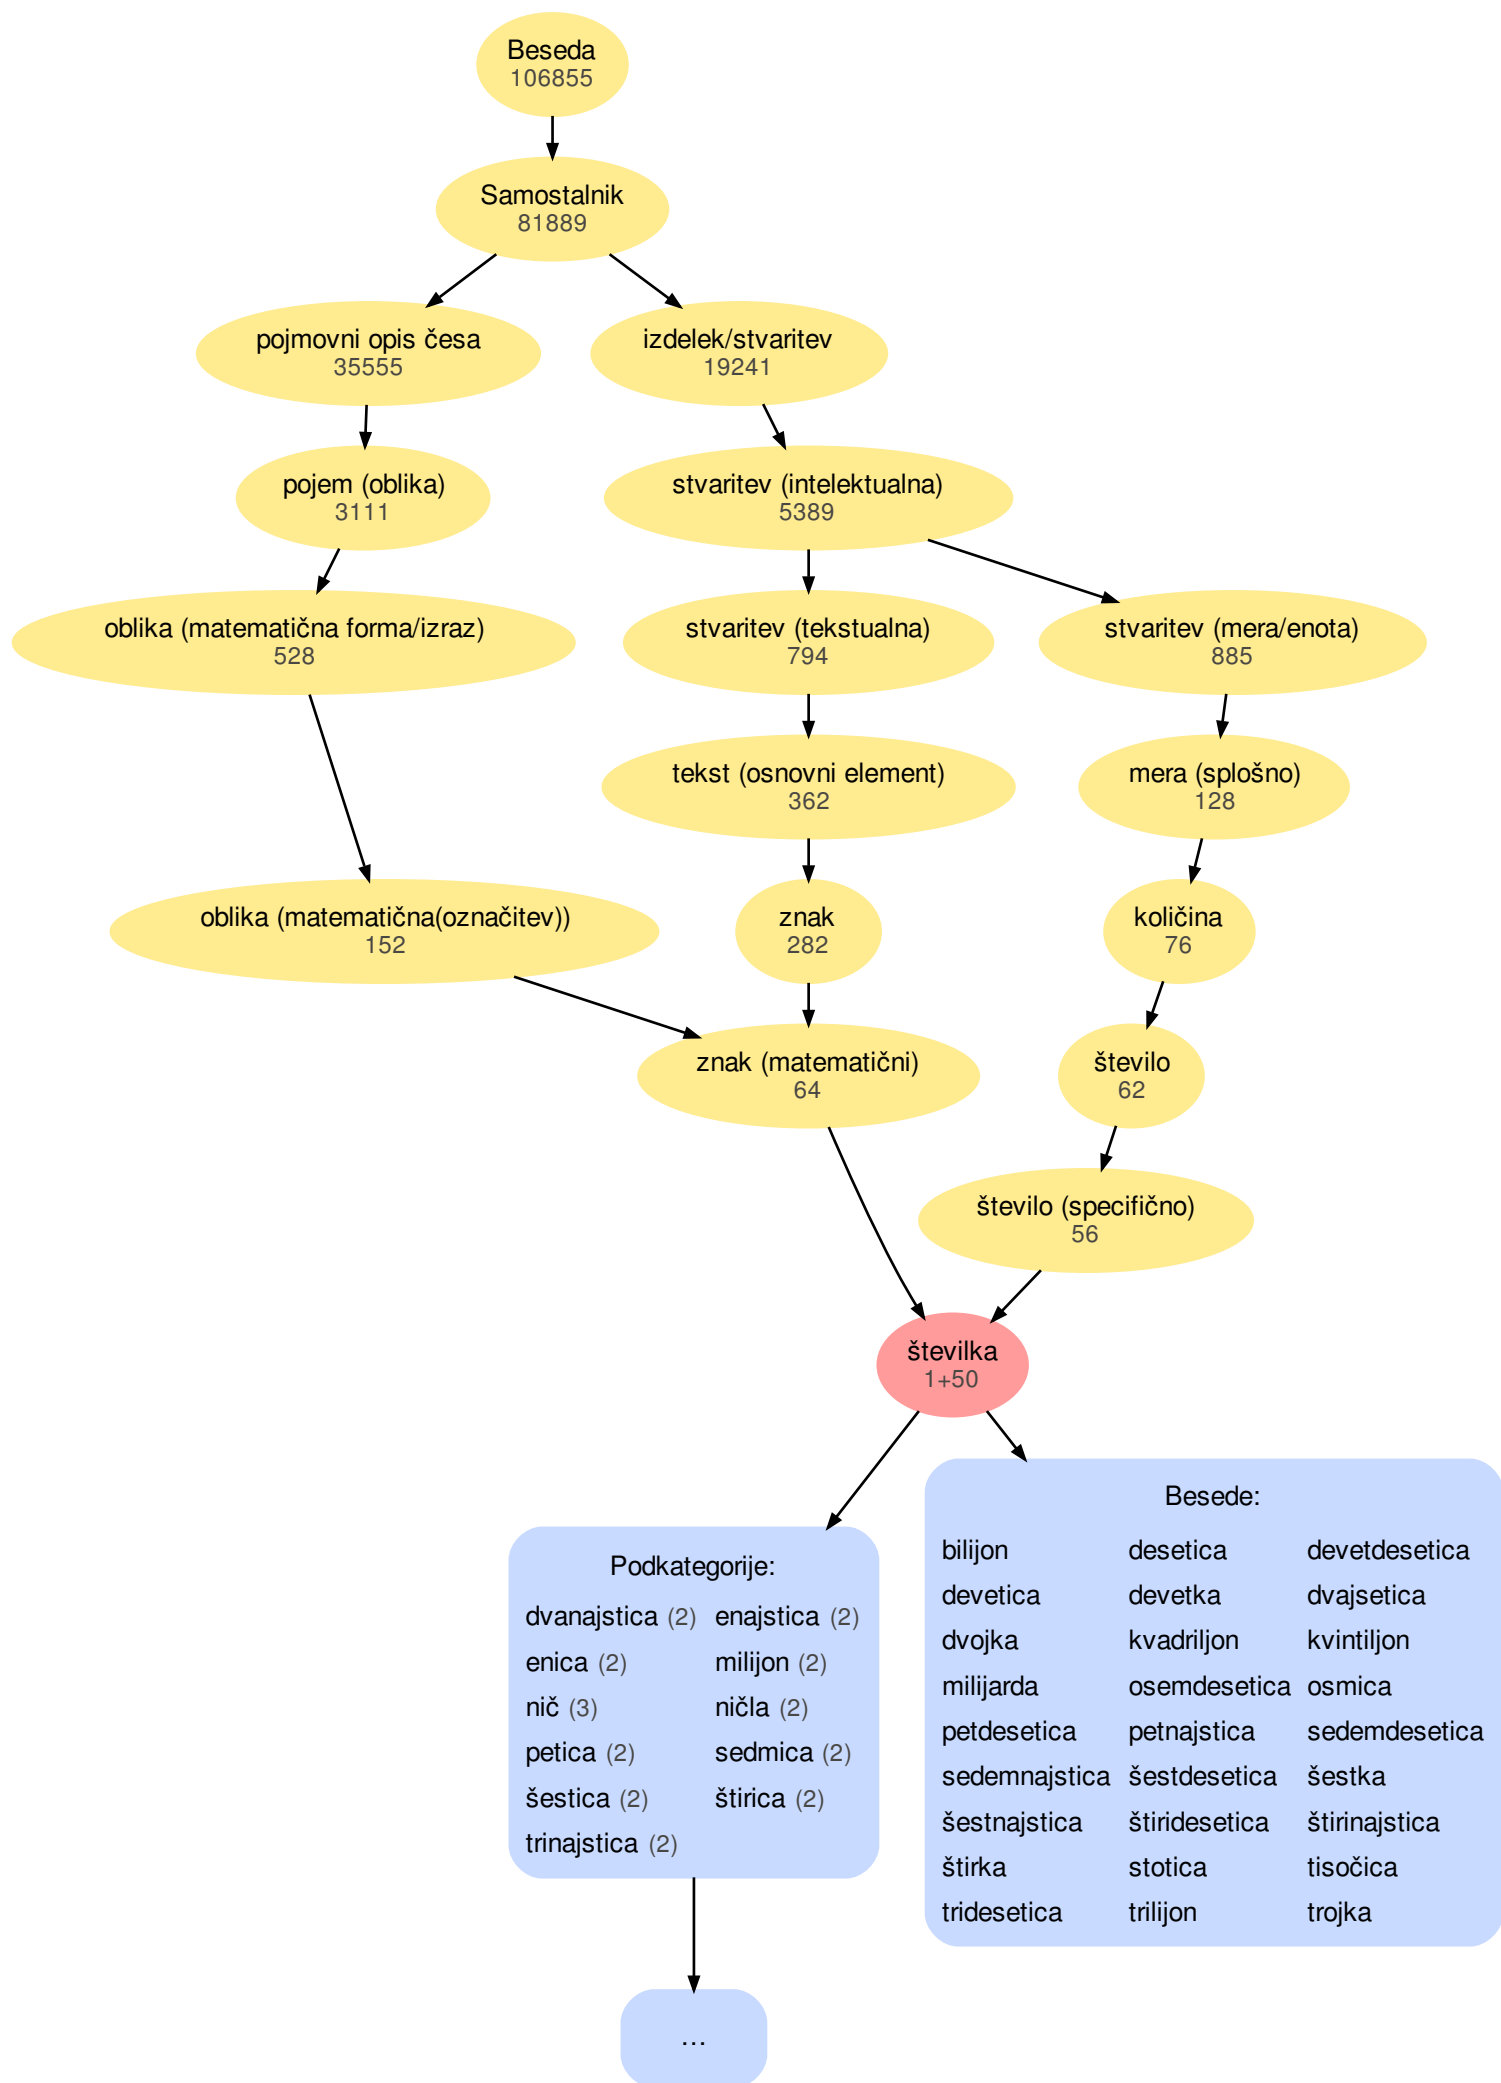 Beseda
106855
Samostalnik
81889
pojmovni opis česa
35555
izdelek/stvaritev
19241
pojem (oblika)
3111
stvaritev (intelektualna)
5389
oblika (matematična forma/izraz)
528
stvaritev (tekstualna)
794
stvaritev (mera/enota)
885
tekst (osnovni element)
362
mera (splošno)
128
oblika (matematična(označitev))
152
znak
282
količina
76
znak (matematični)
64
število
62
število (specifično)
56
številka
1+50
Podkategorije:
dvanajstica (2) enajstica (2)
enica (2) milijon (2)
nič (3) ničla (2)
petica (2) sedmica (2)
šestica (2) štirica (2)
trinajstica (2)
Besede:
bilijon desetica devetdesetica
devetica devetka dvajsetica
dvojka kvadriljon kvintiljon
milijarda osemdesetica osmica
petdesetica petnajstica sedemdesetica
sedemnajstica šestdesetica šestka
šestnajstica štiridesetica štirinajstica
štirka stotica tisočica
tridesetica trilijon trojka
...